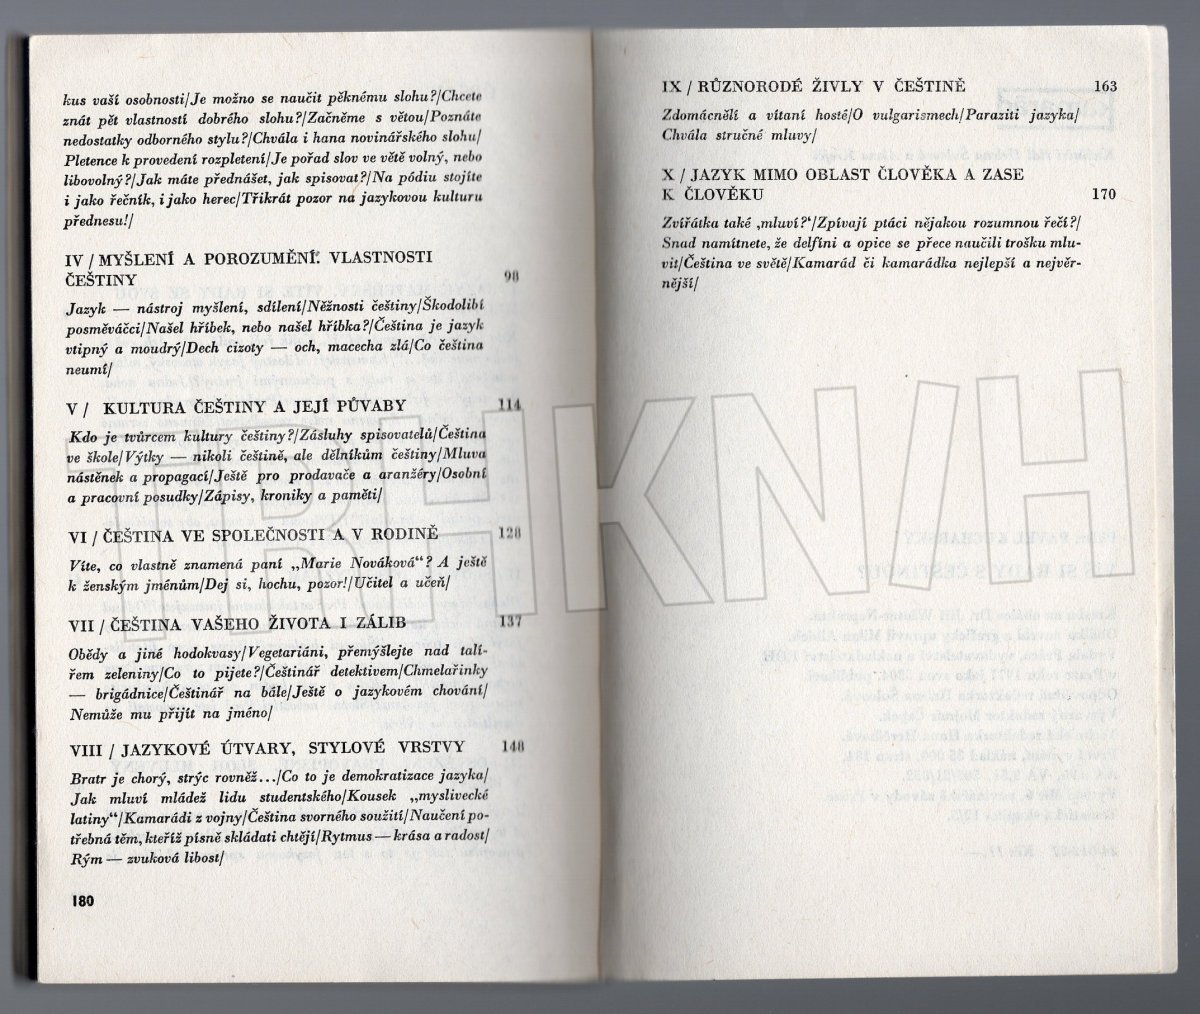 kus vaší osobnosti/Je možno se naučit pěknému slohu?/Chcete
znát pět vlastností dobrého slohu?/Začněme s větou/Poznáte
nedostatky odborného stylu?/Chvála i hana novinářského slohu/
Pletence k provedení rozpletení/Je pořad slov ve větě volný, nebo
libovolný?/Jak máte přednášet, jak spisovat?/Na pódiu stojíte
i jako řečník, i jako herec/Třikrát pozor na jazykovou kulturu
přednesu!/
IV / MYŠLENÍ A POROZUMĚNÍ. VLASTNOSTI
ČEŠTINY 98
Jazyk — nástroj myšlení, sdílení/Něžnosti češtiny/Škodolibí
posměváčci/Našel hříbek, nebo našel hříbka?/Čeština je jazyk
vtipný a moudrý/Dech cizoty — och, macecha zlá/Co čeština
neumí/
V / KULTURA ČEŠTINY A JEJÍ PŮVABY 114
Kdo je tvůrcem kultury češtiny?/Zásluhy spisovatelů/Čeština
ve škole/Výtky — nikoli češtině, ale dělníkům češtiny/Mluva
nástěnek a propagací/Ještě pro prodavače a aranžéry/Osobní
a pracovní posudky/Zápisy, kroniky a paměti/
VI / ČEŠTINA VE SPOLEČNOSTI A V RODINĚ 128
Víte, co vlastně znamená paní „Marie Nováková“? A ještě
k ženským jménům/Dej si, hochu, pozor!/Učitel a učeň/
VII / ČEŠTINA VAŠEHO ŽIVOTA I ZÁLIB 137
Obědy a jiné hodokvasy/Vegetariáni, přemýšlejte nad talí-
řem zeleniny/Co to pijete?/Češtinář detektivem/Chmelařinky
— brigádnice/Češtinář na bále/Ještě o jazykovém chování/
Nemůže mu přijít na jméno/
VIII / JAZYKOVÉ ÚTVARY, STYLOVÉ VRSTVY 148
Bratr je chorý, strýc rovněž.../Co to je demokratizace jazyka/
Jak mluví mládež lidu studentského/Kousek „myslivecké
latiny“/Kamarádi z vojny/Čeština svorného soužití/Naučení po-
třebná těm, kteříž písně skládati chtějí/Rytmus — krása a radost/
Rým — zvuková libost/
180
IX / RŮZNORODÉ ŽIVLY V ČEŠTINĚ 163
Zdomácnělí a vítaní hosté/O vulgarismech/Paraziti jazyka/
Chvála stručné mluvy/
X / JAZYK MIMO OBLAST ČLOVĚKA A ZASE
K ČLOVĚKU 170
Zvířátka také ‚mluví?‘/Zpívají ptáci nějakou rozumnou řečí?/
Snad namítnete, že delfíni a opice se přece naučili trošku mlu-
vit/Čeština ve světě/Kamarád či kamarádka nejlepší a nejvěr-
nější/
TRHKN/H